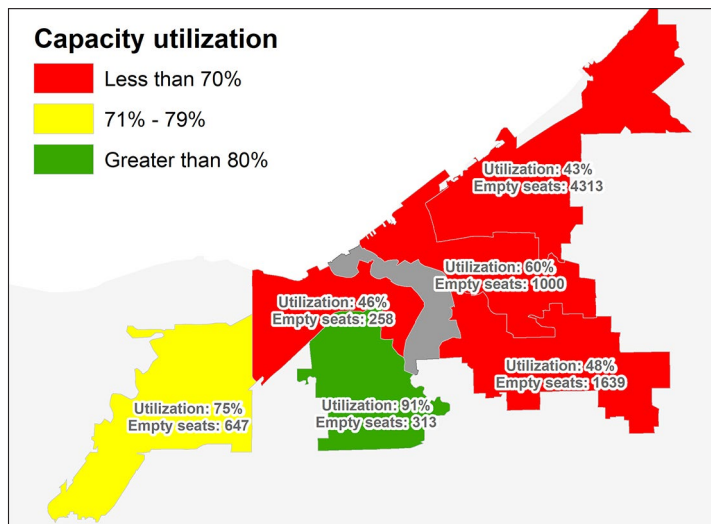 Capacity utilization
Less than 70%
71% - 79%
Greater than 80%
Utilization: 43%
Empty seats: 4313
Utilization: 60%
Empty seats: 1000
Utilization: 46%
Empty seats: 258
Utilization: 48%
Empty seats: 1639
Utilization: 75%
Empty seats: 647
Utilization: 91%
Empty seats: 313